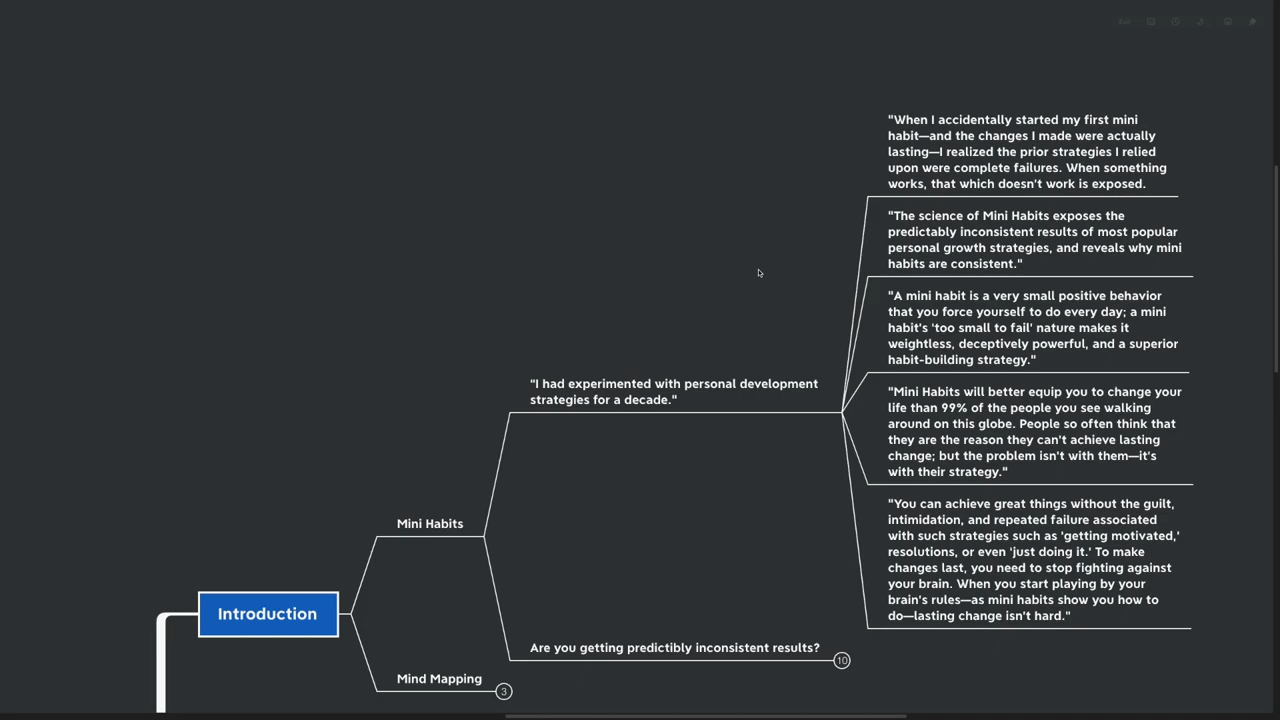 "When I accidentally started my first mini
habit—and the changes I made were actually
lasting—I realized the prior strategies I relied
upon were complete failures. When something
works, that which doesn't work is exposed.
"The science of Mini Habits exposes the
predictably inconsistent results of most popular
personal growth strategies, and reveals why mini
habits are consistent."
"A mini habit is a very small positive behavior
that you force yourself to do every day; a mini
habit's 'too small to fail' nature makes it
weightless, deceptively powerful, and a superior
habit-building strategy."
"I had experimented with personal development
strategies for a decade."
"Mini Habits will better equip you to change your
life than 99% of the people you see walking
around on this globe. People so often think that
they are the reason they can't achieve lasting
change; but the problem isn't with them—it's
with their strategy."
"You can achieve great things without the guilt,
intimidation, and repeated failure associated
with such strategies such as 'getting motivated,'
resolutions, or even 'just doing it.' To make
changes last, you need to stop fighting against
your brain. When you start playing by your
brain's rules—as mini habits show you how to
do—lasting change isn't hard."
Mini Habits
Introduction
Are you getting predictibly inconsistent results?
10
Mind Mapping
3